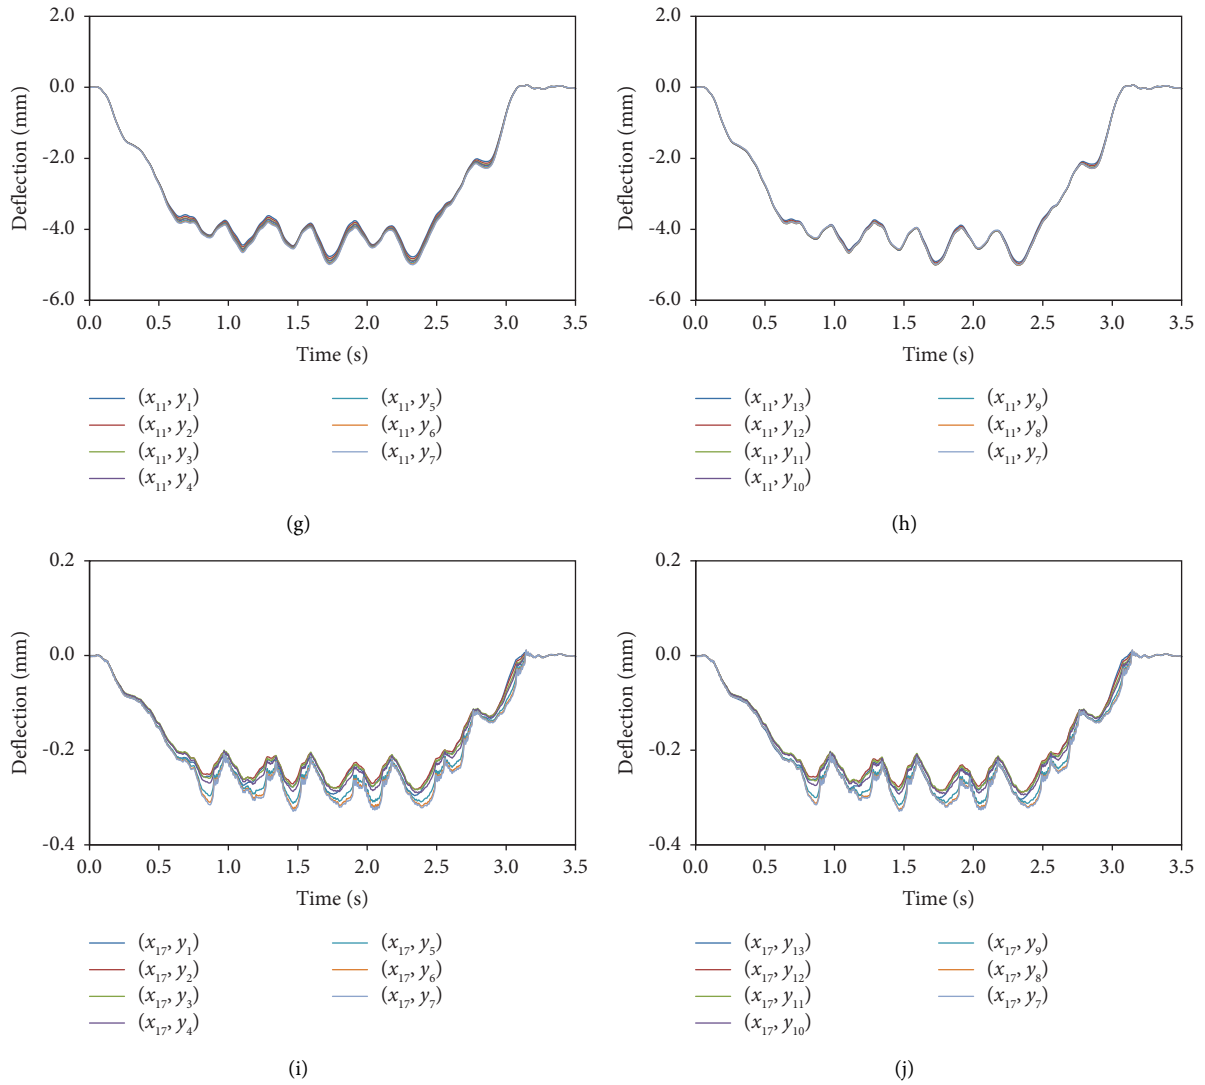 2.0
0.0
-2.0
-4.0
-6.0
Deflection (mm)
0.0 0.5 1.0 1.5 2.0 2.5 3.0 3.5
Time (s)
(x11, y1) (x11, y5)
(x11, y2) (x11, y6)
(x11, y3) (x11, y7)
(x11, y4)
(g)
2.0
0.0
-2.0
-4.0
-6.0
Deflection (mm)
0.0 0.5 1.0 1.5 2.0 2.5 3.0 3.5
Time (s)
(x11, y13) (x11, y9)
(x11, y12) (x11, y8)
(x11, y11) (x11, y7)
(x11, y10)
(h)
0.2
0.0
-0.2
-0.4
Deflection (mm)
0.0 0.5 1.0 1.5 2.0 2.5 3.0 3.5
Time (s)
(x17, y1) (x17, y5)
(x17, y2) (x17, y6)
(x17, y3) (x17, y7)
(x17, y4)
(i)
0.2
0.0
-0.2
-0.4
Deflection (mm)
0.0 0.5 1.0 1.5 2.0 2.5 3.0 3.5
Time (s)
(x17, y13) (x17, y9)
(x17, y12) (x17, y8)
(x17, y11) (x17, y7)
(x17, y10)
(j)